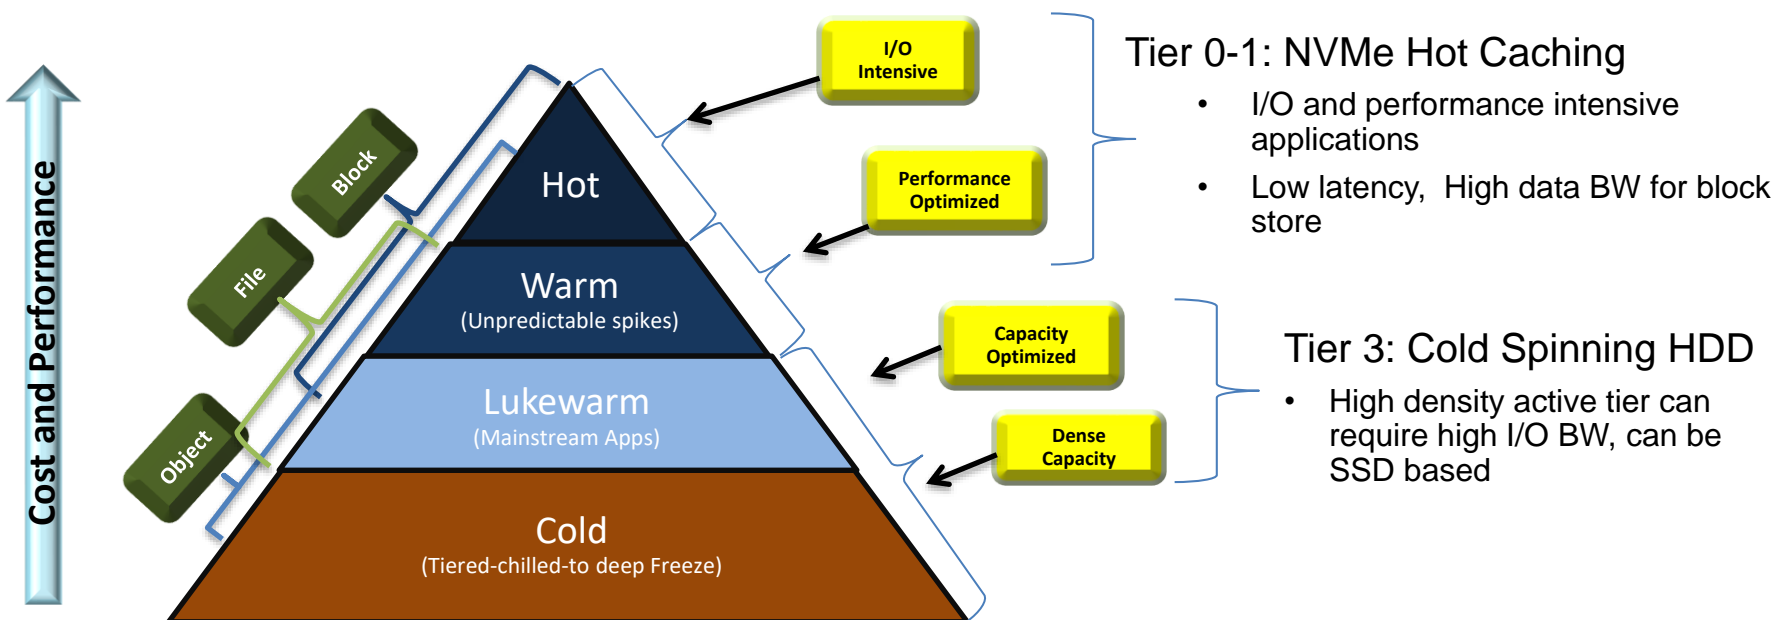 Cost and Performance
Block
File
Object
Hot
Warm
(Unpredictable spikes)
Lukewarm
(Mainstream Apps)
Cold
(Tiered-chilled-to deep Freeze)
I/O
Intensive
Performance
Optimized
Capacity
Optimized
Dense
Capacity
Tier 0-1: NVMe Hot Caching
• I/O and performance intensive
applications
• Low latency, High data BW for block
store
Tier 3: Cold Spinning HDD
• High density active tier can
require high I/O BW, can be
SSD based